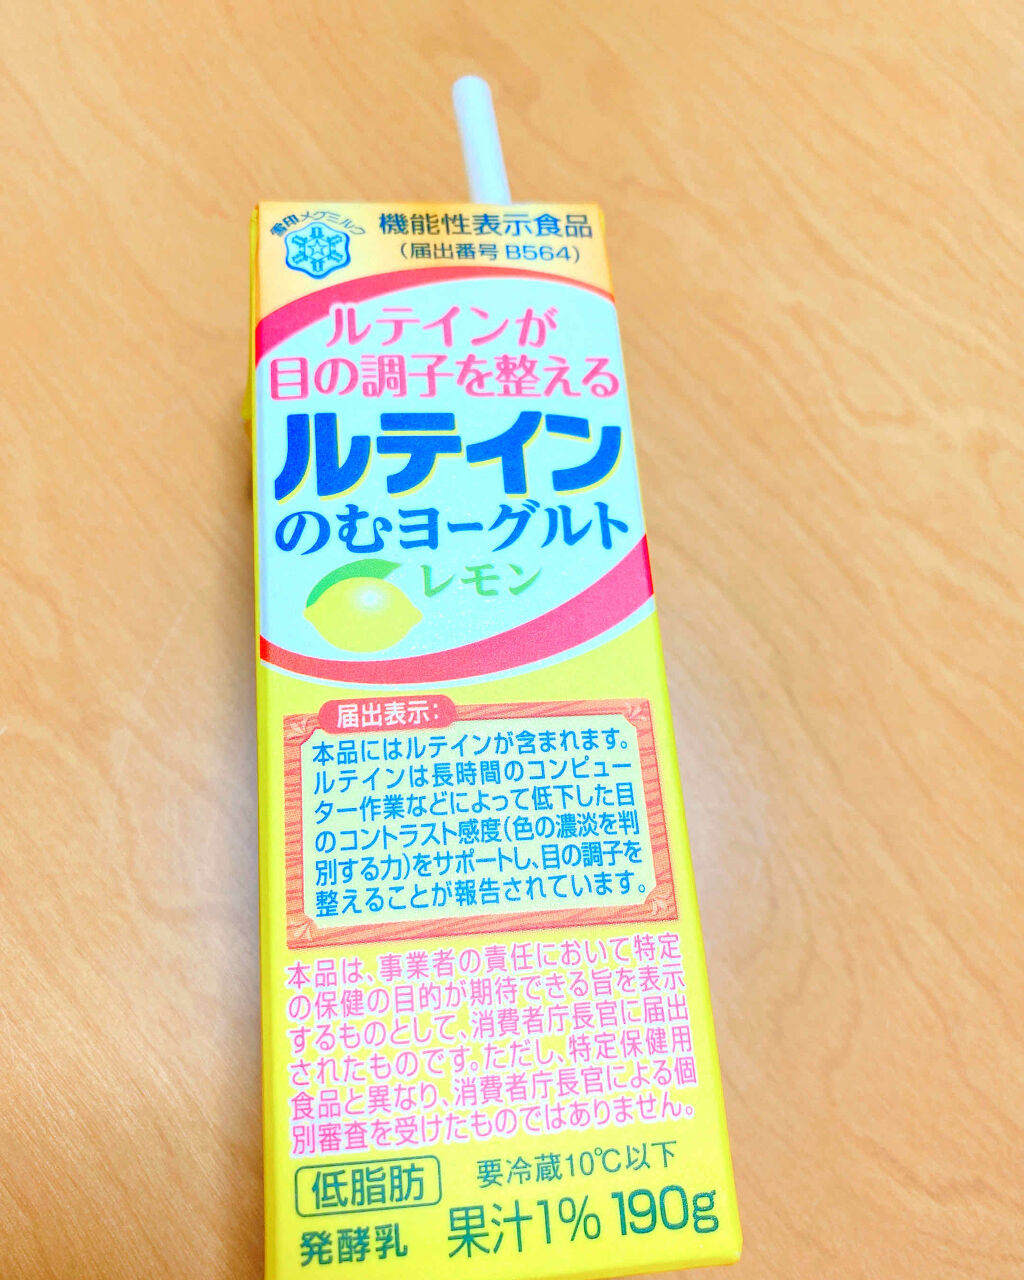 雪印メグミルク
機能性表示食品
(届出番号 B564)
ルテインが
目の調子を整える
ルテイン
のむヨーグルト
レモン
届出表示:
本品にはルテインが含まれます。
ルテインは長時間のコンピュー
ター作業などによって低下した目
のコントラスト感度(色の濃淡を判
別する力)をサポートし、目の調子を
整えることが報告されています。
本品は、事業者の責任において特定
の保健の目的が期待できる旨を表示
するものとして、消費者庁長官に届出
されたものです。ただし、特定保健用
食品と異なり、消費者庁長官による個
別審査を受けたものではありません。
低脂肪
要冷蔵10℃以下
発酵乳
果汁1% 190g